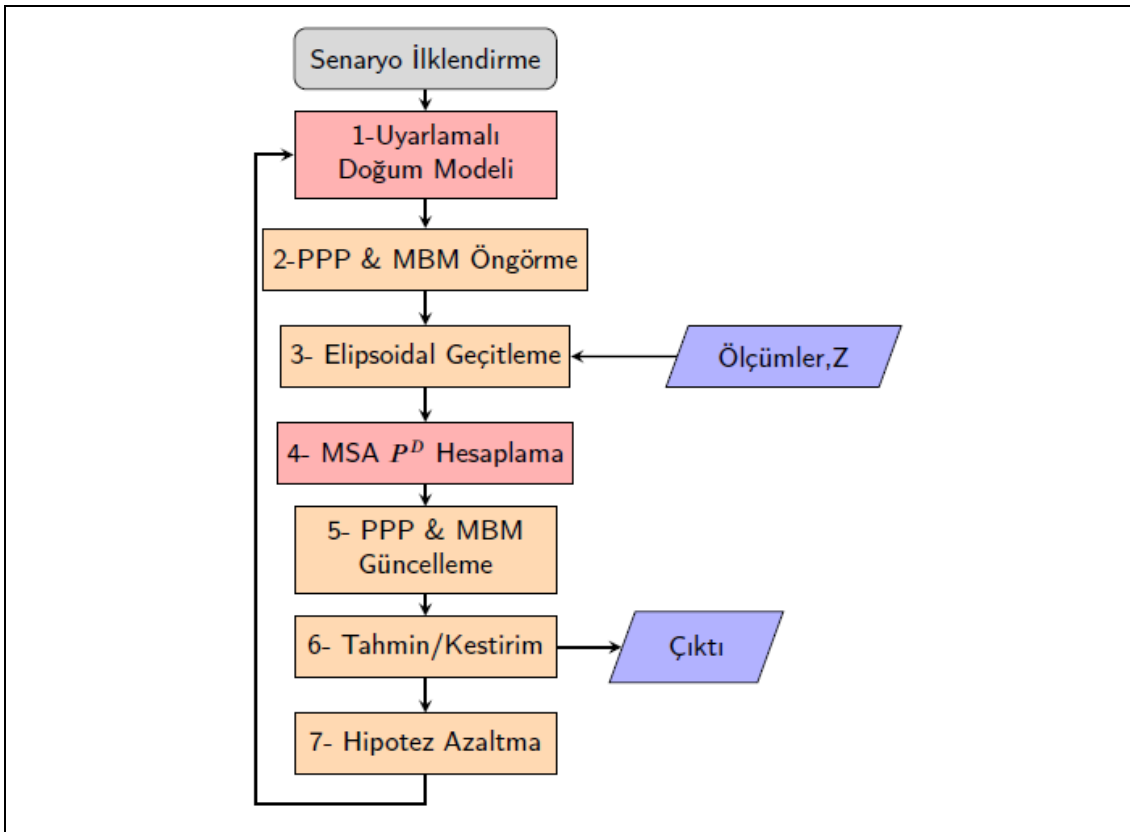 Senaryo İlklendirme
1-Uyarlamalı
Doğum Modeli
2-PPP & MBM Öngörme
3- Elipsoidal Geçitleme
Ölçümler,Z
4- MSA P^D Hesaplama
5- PPP & MBM
Güncelleme
6- Tahmin/Kestirim
Çıktı
7- Hipotez Azaltma